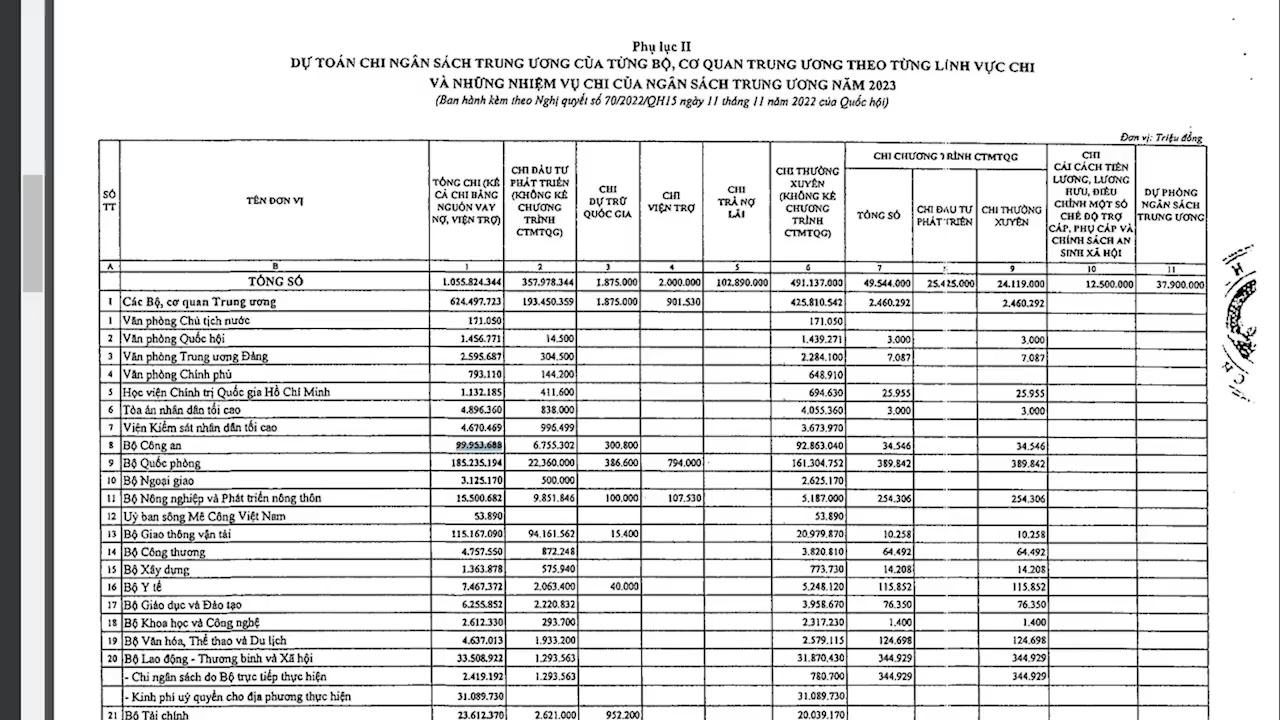 Phụ lục II
DỰ TOÁN CHI NGÂN SÁCH TRUNG ƯƠNG CỦA TỪNG BỘ, CƠ QUAN TRUNG ƯƠNG THEO TỪNG LĨNH VỰC CHI
VÀ NHỮNG NHIỆM VỤ CHI CỦA NGÂN SÁCH TRUNG ƯƠNG NĂM 2023
(Ban hành kèm theo Nghị quyết số 70/2022/QH15 ngày 11 tháng 11 năm 2022 của Quốc hội)
Đơn vị: Triệu đồng
SỐ TT
TÊN ĐƠN VỊ
TỔNG CHI (KỂ CẢ CHI BẰNG NGUỒN VAY NỢ, VIỆN TRỢ)
CHI ĐẦU TƯ PHÁT TRIỂN (KHÔNG KỂ CHƯƠNG TRÌNH CTMTQG)
CHI DỰ TRỮ QUỐC GIA
CHI VIỆN TRỢ
CHI TRẢ NỢ LÃI
CHI THƯỜNG XUYÊN (KHÔNG KỂ CHƯƠNG TRÌNH CTMTQG)
CHI CHƯƠNG TRÌNH CTMTQG
TỔNG SỐ
CHI ĐẦU TƯ PHÁT TRIỂN
CHI THƯỜNG XUYÊN
CHI CẢI CÁCH TIỀN LƯƠNG, LƯƠNG HƯU, ĐIỀU CHỈNH MỘT SỐ CHẾ ĐỘ TRỢ CẤP, PHỤ CẤP VÀ CHÍNH SÁCH AN SINH XÃ HỘI
DỰ PHÒNG NGÂN SÁCH TRUNG ƯƠNG
A B 1 2 3 4 5 6 7 8 9 10 11
TỔNG SỐ 1.055.824.344 357.978.344 1.875.000 2.000.000 102.890.000 491.137.000 49.544.000 25.425.000 24.119.000 12.500.000 37.900.000
I Các Bộ, cơ quan Trung ương 624.497.723 193.450.359 1.875.000 901.530 425.810.542 2.460.292 2.460.292
1 Văn phòng Chủ tịch nước 171.050 171.050
2 Văn phòng Quốc hội 1.456.771 14.500 1.439.271 3.000 3.000
3 Văn phòng Trung ương Đảng 2.595.687 304.500 2.284.100 7.087 7.087
4 Văn phòng Chính phủ 793.110 144.200 648.910
5 Học viện Chính trị Quốc gia Hồ Chí Minh 1.132.185 411.600 694.630 25.955 25.955
6 Tòa án nhân dân tối cao 4.896.360 838.000 4.055.360 3.000 3.000
7 Viện Kiểm sát nhân dân tối cao 4.670.469 996.499 3.673.970
8 Bộ Công an 99.953.688 6.755.302 300.800 92.863.040 34.546 34.546
9 Bộ Quốc phòng 185.235.194 22.360.000 386.600 794.000 161.304.752 389.842 389.842
10 Bộ Ngoại giao 3.125.170 500.000 2.625.170
11 Bộ Nông nghiệp và Phát triển nông thôn 15.500.682 9.851.846 100.000 107.530 5.187.000 254.306 254.306
12 Uỷ ban sông Mê Công Việt Nam 53.890 53.890
13 Bộ Giao thông vận tải 115.167.090 94.161.562 15.400 20.979.870 10.258 10.258
14 Bộ Công thương 4.757.550 872.248 3.820.810 64.492 64.492
15 Bộ Xây dựng 1.363.878 575.940 773.730 14.208 14.208
16 Bộ Y tế 7.467.372 2.063.400 40.000 5.248.120 115.852 115.852
17 Bộ Giáo dục và Đào tạo 6.255.852 2.220.832 3.958.670 76.350 76.350
18 Bộ Khoa học và Công nghệ 2.612.330 293.700 2.317.230 1.400 1.400
19 Bộ Văn hóa, Thể thao và Du lịch 4.637.013 1.933.200 2.579.115 124.698 124.698
20 Bộ Lao động - Thương binh và Xã hội 33.508.922 1.293.563 31.870.430 344.929 344.929
- Chi ngân sách do Bộ trực tiếp thực hiện 2.419.192 1.293.563 780.700 344.929 344.929
- Kinh phí uỷ quyền cho địa phương thực hiện 31.089.730 31.089.730
21 Bộ Tài chính 23.612.370 2.621.000 952.200 20.039.170